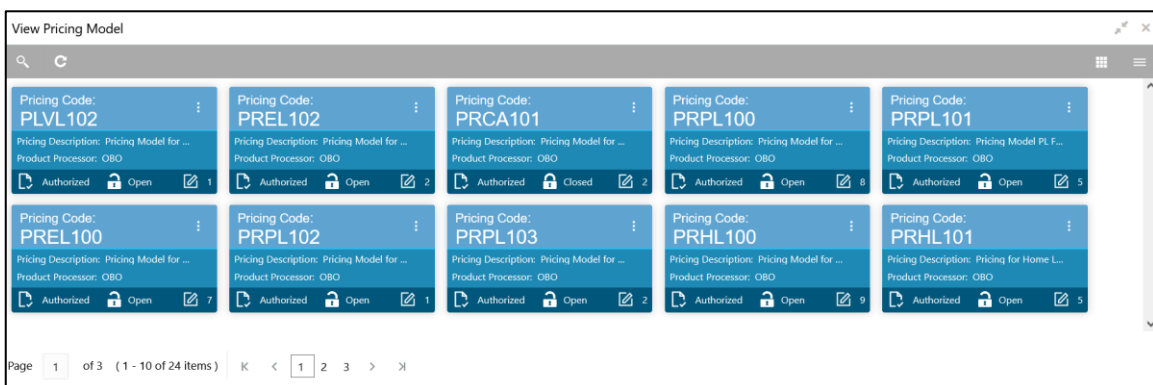 View Pricing Model
Pricing Code:
PLVL102
Pricing Description: Pricing Model for ...
Product Processor: OBO
Authorized Open 1
Pricing Code:
PREL102
Pricing Description: Pricing Model for ...
Product Processor: OBO
Authorized Open 2
Pricing Code:
PRCA101
Pricing Description: Pricing Model for ...
Product Processor: OBO
Authorized Closed 2
Pricing Code:
PRPL100
Pricing Description: Pricing Model for ...
Product Processor: OBO
Authorized Open 8
Pricing Code:
PRPL101
Pricing Description: Pricing Model PL F...
Product Processor: OBO
Authorized Open 5
Pricing Code:
PREL100
Pricing Description: Pricing Model for ...
Product Processor: OBO
Authorized Open 7
Pricing Code:
PRPL102
Pricing Description: Pricing Model for ...
Product Processor: OBO
Authorized Open 1
Pricing Code:
PRPL103
Pricing Description: Pricing Model for ...
Product Processor: OBO
Authorized Open 2
Pricing Code:
PRHL100
Pricing Description: Pricing Model for ...
Product Processor: OBO
Authorized Open 9
Pricing Code:
PRHL101
Pricing Description: Pricing for Home L...
Product Processor: OBO
Authorized Open 5
Page 1 of 3 ( 1 - 10 of 24 items ) 1 2 3